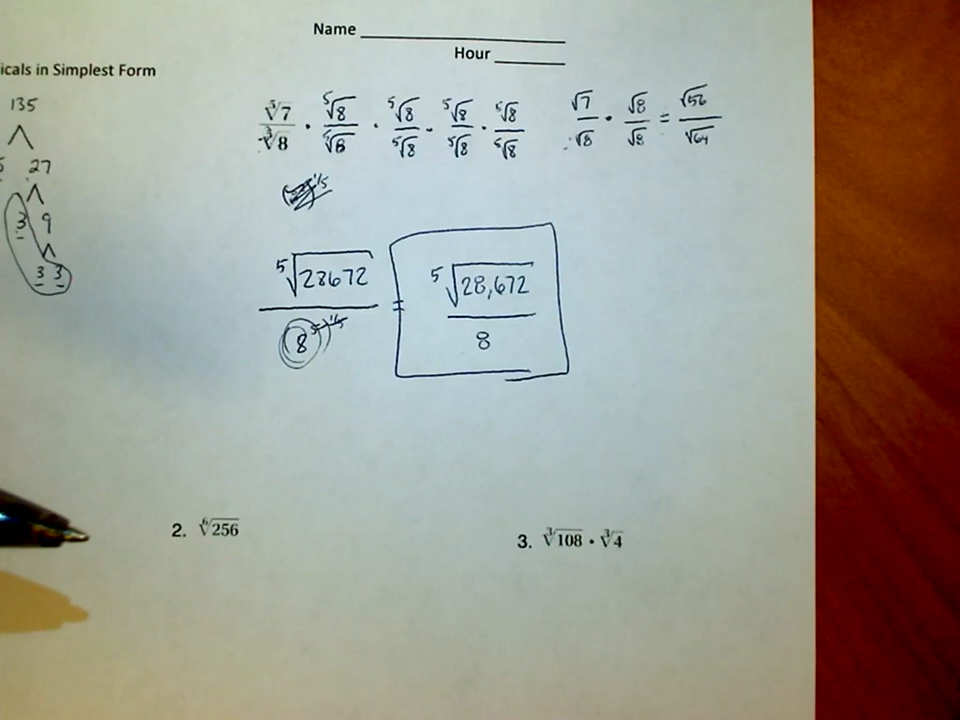 Name
Hour
icals in Simplest Form
135
27
3 9
3 3
∛7/∛8 · ⁵√8/⁵√8 · ⁵√8/⁵√8 · ⁵√8/⁵√8 · ⁵√8/⁵√8
√7/√8 · √8/√8 = √56/√64
⁵√28672/8 = ⁵√28,672/8
2. ⁶√256
3. ∛108 · ∛4